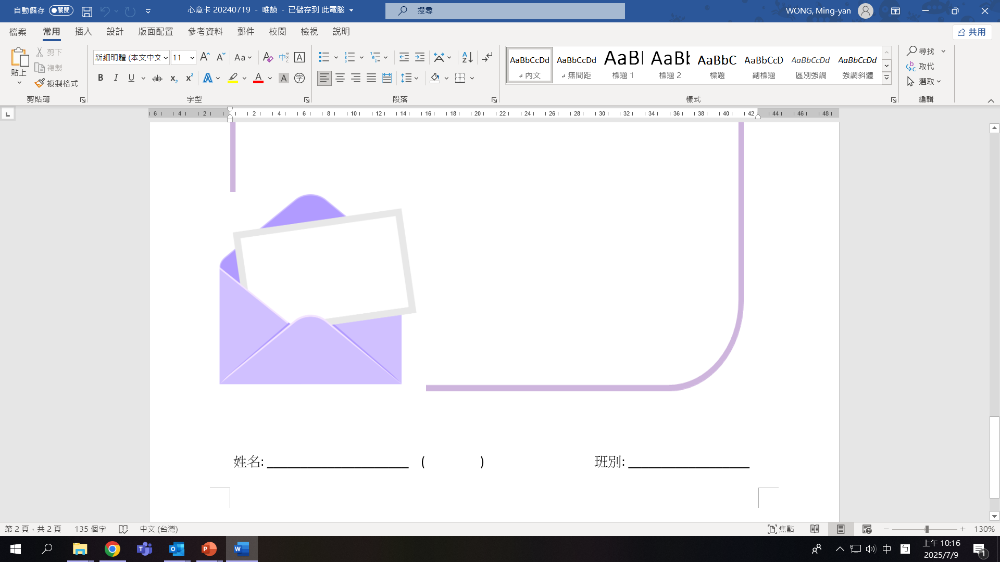 自動儲存 關閉 心意卡 20240719 - 唯讀 - 已儲存到 此電腦 搜尋 WONG, Ming-yan
檔案 常用 插入 設計 版面配置 參考資料 郵件 校閱 檢視 說明 共用
貼上 剪下 複製 複製格式 剪貼簿
新細明體 (本文中文 11 A A Aa A A
B I U ab x2 x2 A A A 字
字型
段落
AaBbCcDd AaBbCcDd AaBl AaBb AaBbC AaBbCcD AaBbCcDd AaBbCcDd
內文 無間距 標題 1 標題 2 標題 副標題 區別強調 強調斜體
樣式
尋找
取代
選取
編輯
6 4 2 2 4 6 8 10 12 14 16 18 20 22 24 26 28 30 32 34 36 38 40 42 44 46 48
姓名: ____________________ ( ) 班別: _________________
第 2 頁，共 2 頁 135 個字 中文 (台灣) 焦點 130%
中 ㄅ 上午 10:16
2025/7/9 1